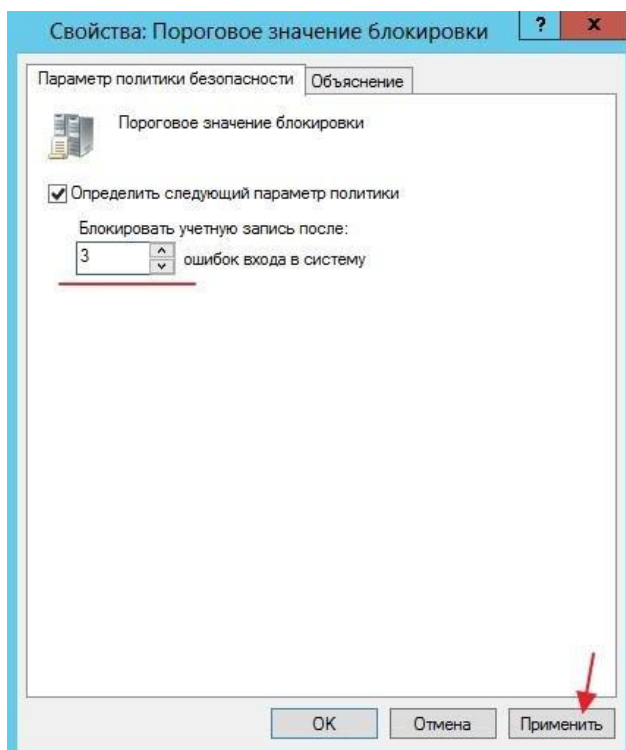 Свойства: Пороговое значение блокировки ? x
Параметр политики безопасности Объяснение
Пороговое значение блокировки
Определить следующий параметр политики
Блокировать учетную запись после:
3 ошибок входа в систему
OK Отмена Применить